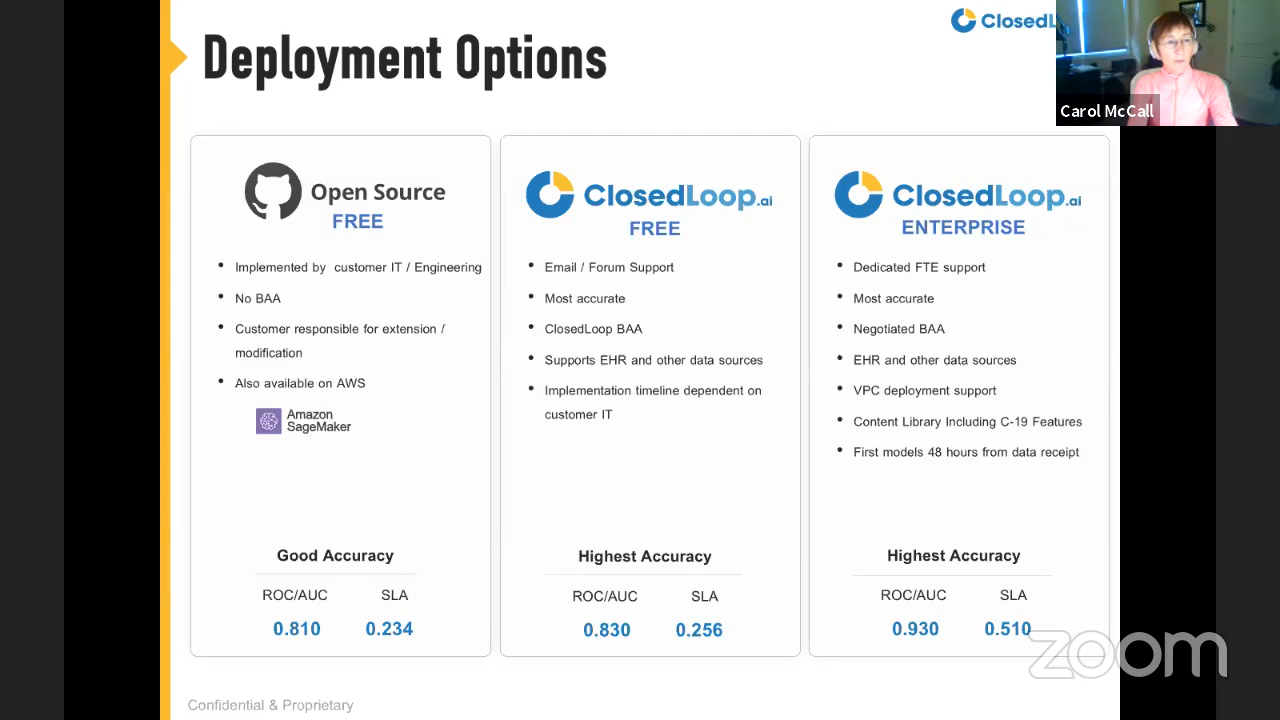 Deployment Options
ClosedL
Carol McCall
Open Source
FREE
• Implemented by customer IT / Engineering
• No BAA
• Customer responsible for extension /
modification
• Also available on AWS
Amazon
SageMaker
Good Accuracy
ROC/AUC SLA
0.810 0.234
ClosedLoop.ai
FREE
• Email / Forum Support
• Most accurate
• ClosedLoop BAA
• Supports EHR and other data sources
• Implementation timeline dependent on
customer IT
Highest Accuracy
ROC/AUC SLA
0.830 0.256
ClosedLoop.ai
ENTERPRISE
• Dedicated FTE support
• Most accurate
• Negotiated BAA
• EHR and other data sources
• VPC deployment support
• Content Library Including C-19 Features
• First models 48 hours from data receipt
Highest Accuracy
ROC/AUC SLA
0.930 0.510
zoom
Confidential & Proprietary